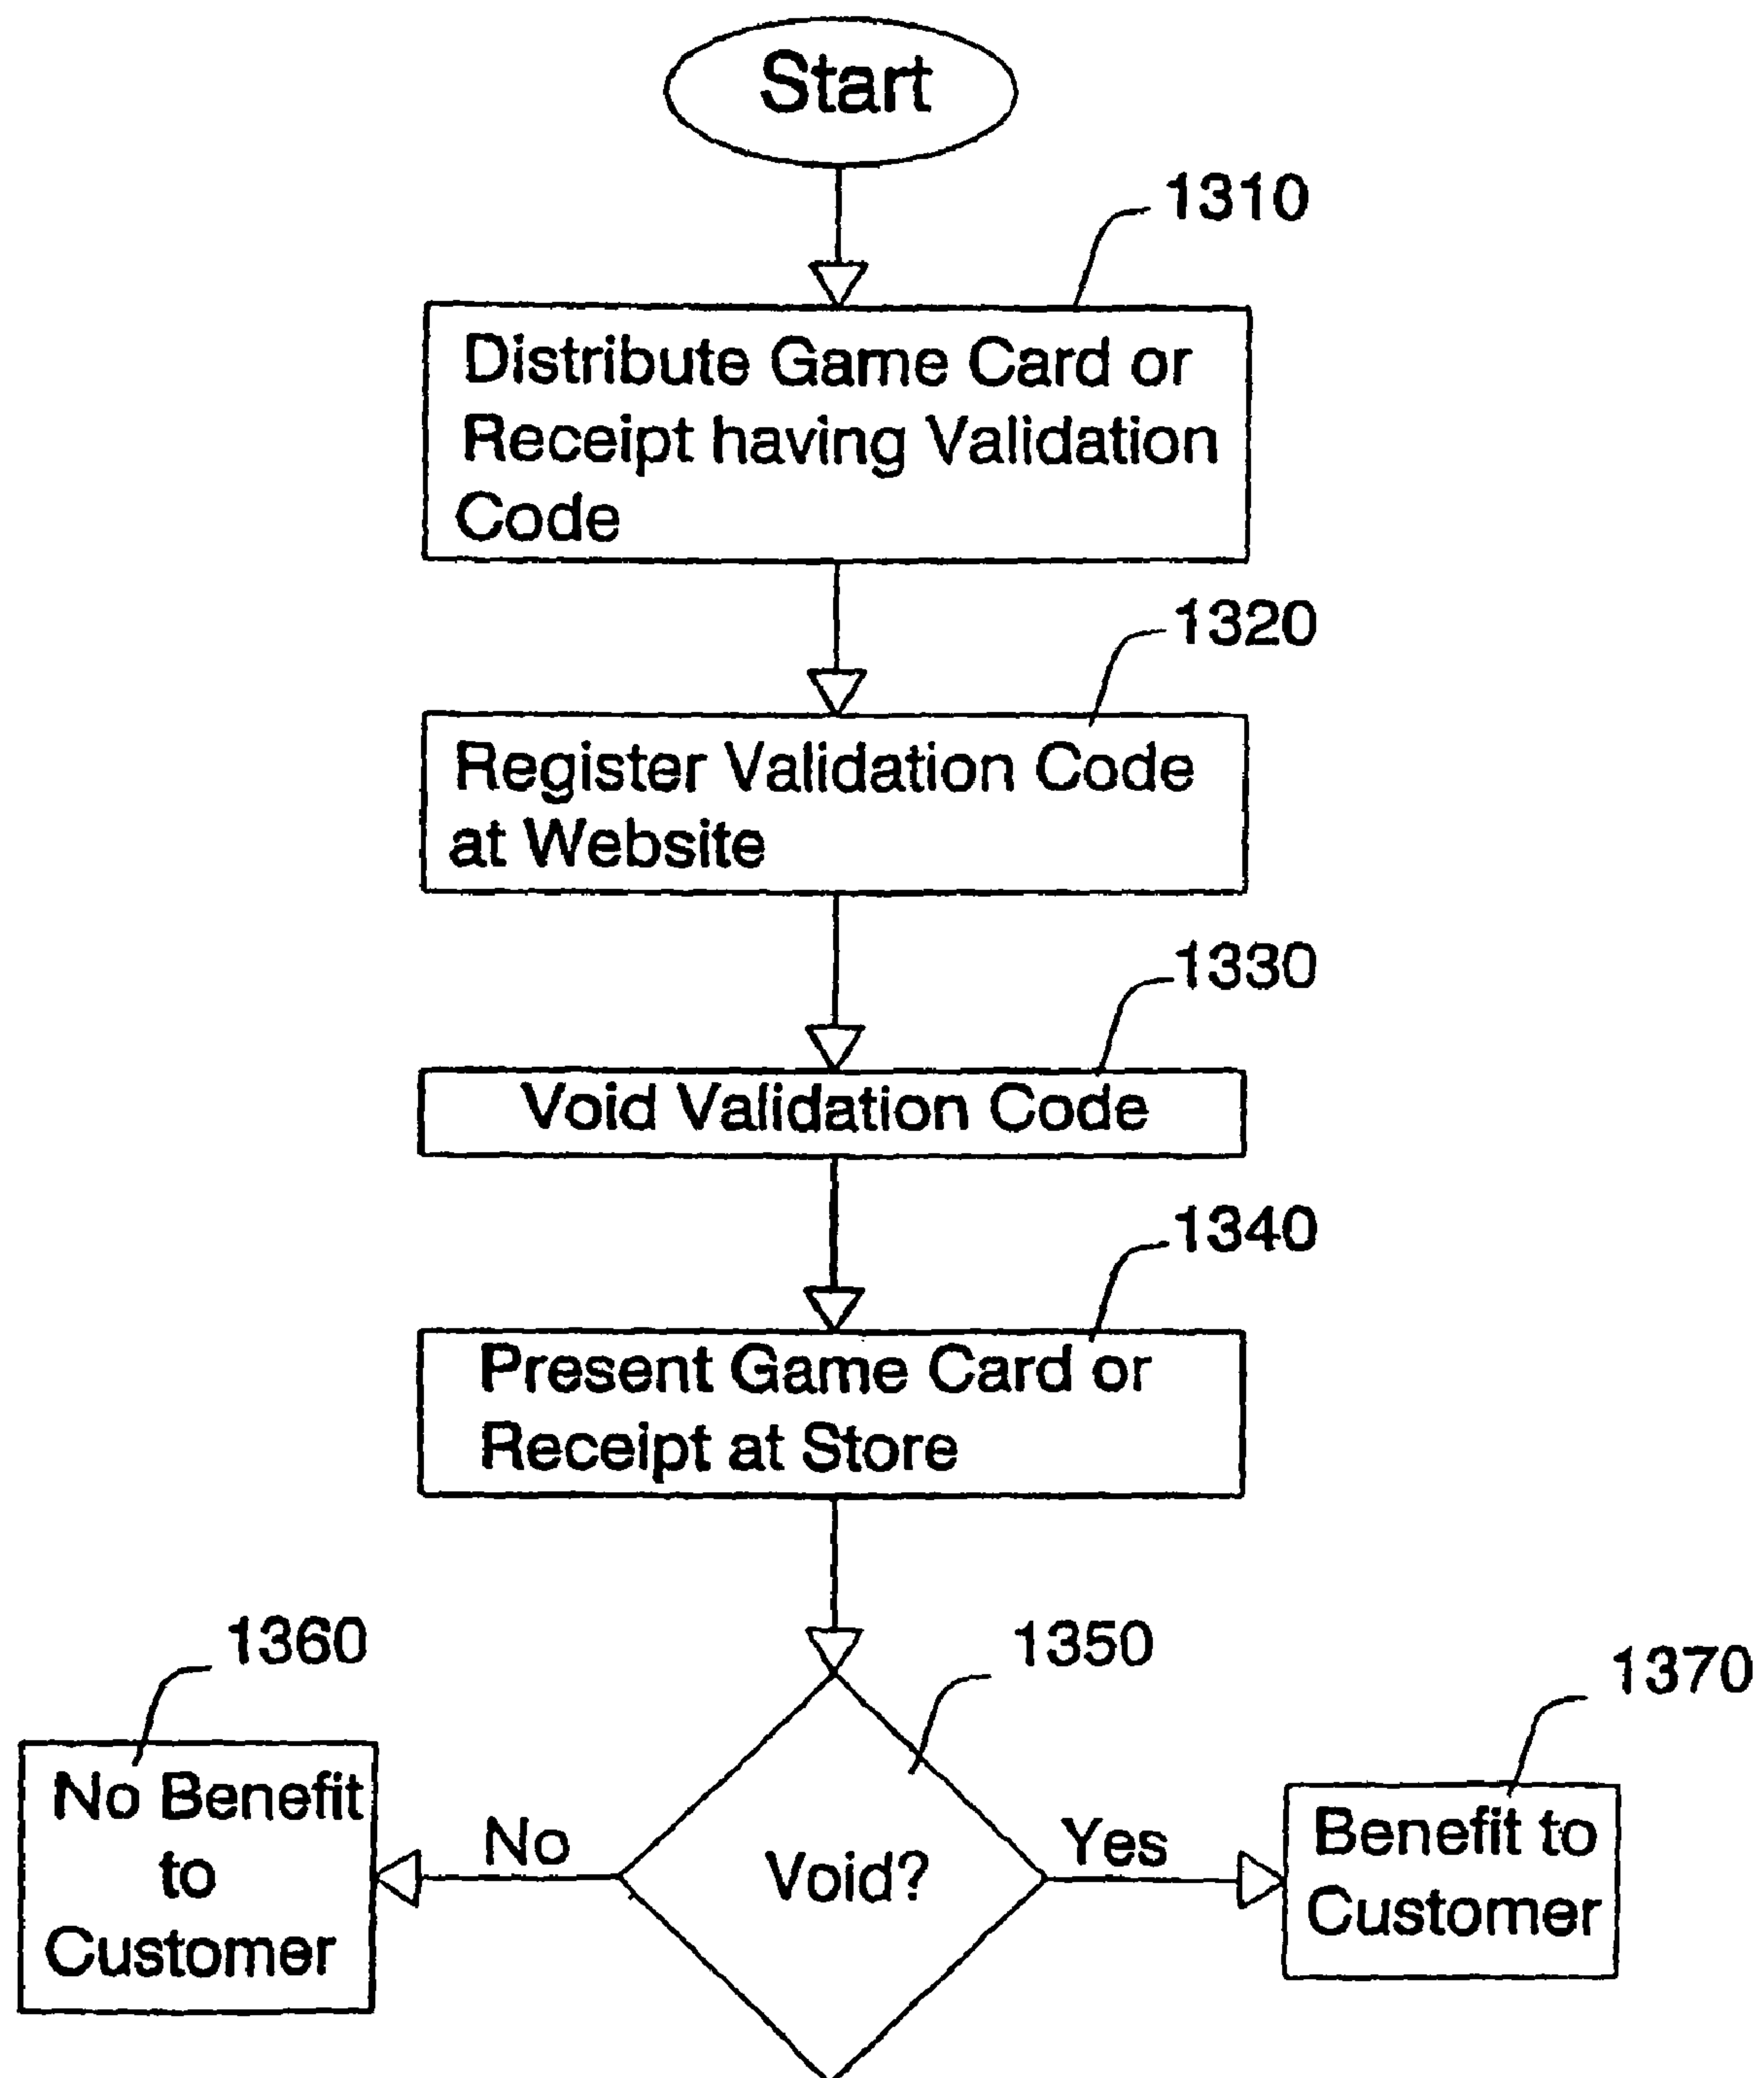 Start
1310
Distribute Game Card or
Receipt having Validation
Code
1320
Register Validation Code
at Website
1330
Void Validation Code
1340
Present Game Card or
Receipt at Store
1360
1350
1370
No Benefit
to
Customer
No
Void?
Yes
Benefit to
Customer